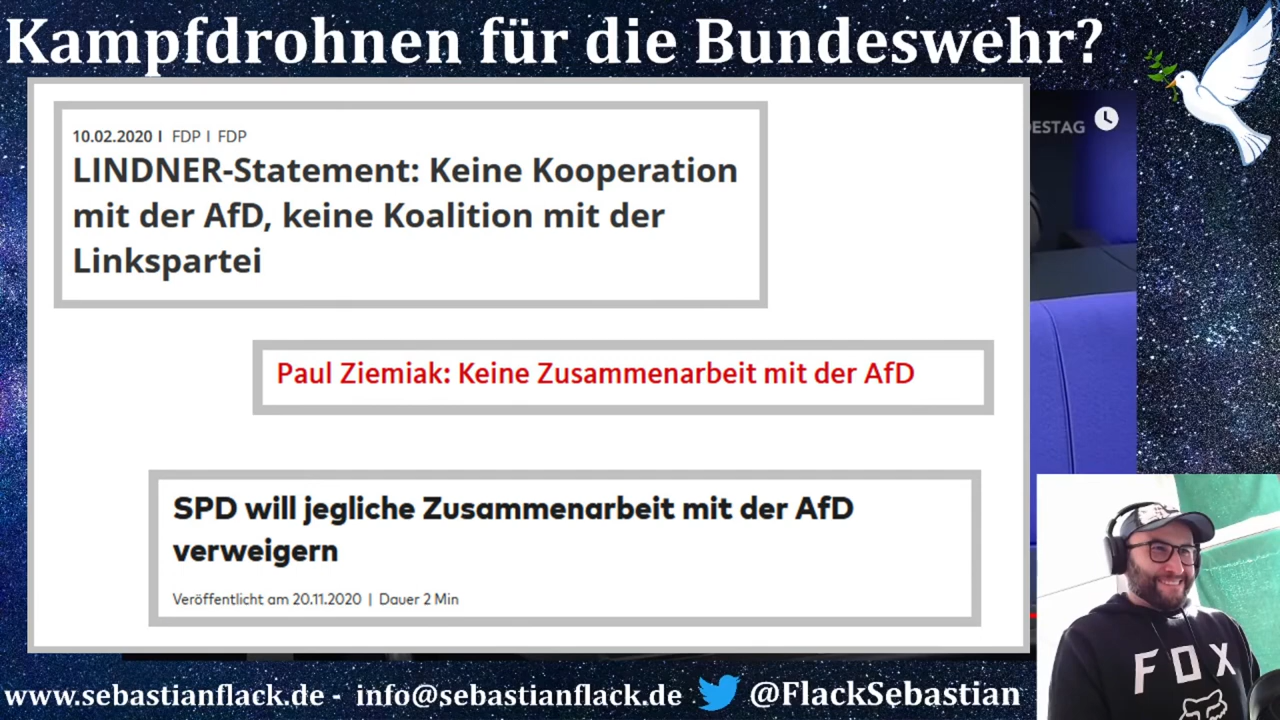 Kampfdrohnen für die Bundeswehr?
ESTAG
10.02.2020 I FDP I FDP
LINDNER-Statement: Keine Kooperation
mit der AfD, keine Koalition mit der
Linkspartei
Paul Ziemiak: Keine Zusammenarbeit mit der AfD
SPD will jegliche Zusammenarbeit mit der AfD
verweigern
Veröffentlicht am 20.11.2020 | Dauer 2 Min
FOX
www.sebastianflack.de - info@sebastianflack.de @FlackSebastian